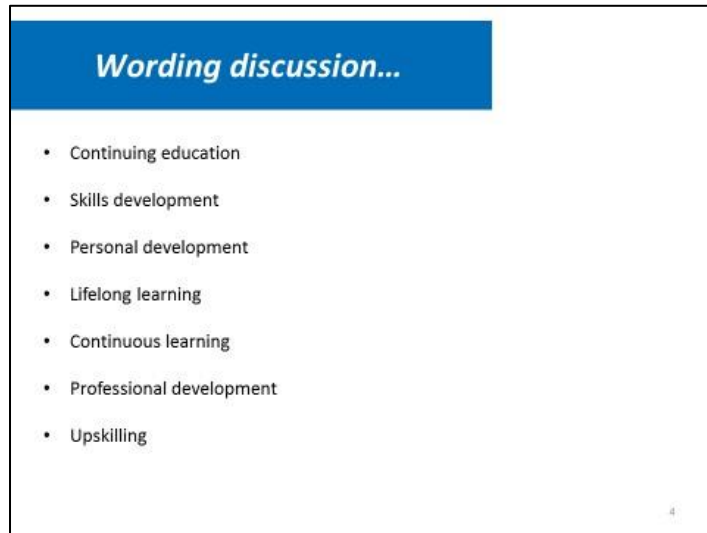 Wording discussion...
• Continuing education
• Skills development
• Personal development
• Lifelong learning
• Continuous learning
• Professional development
• Upskilling
4